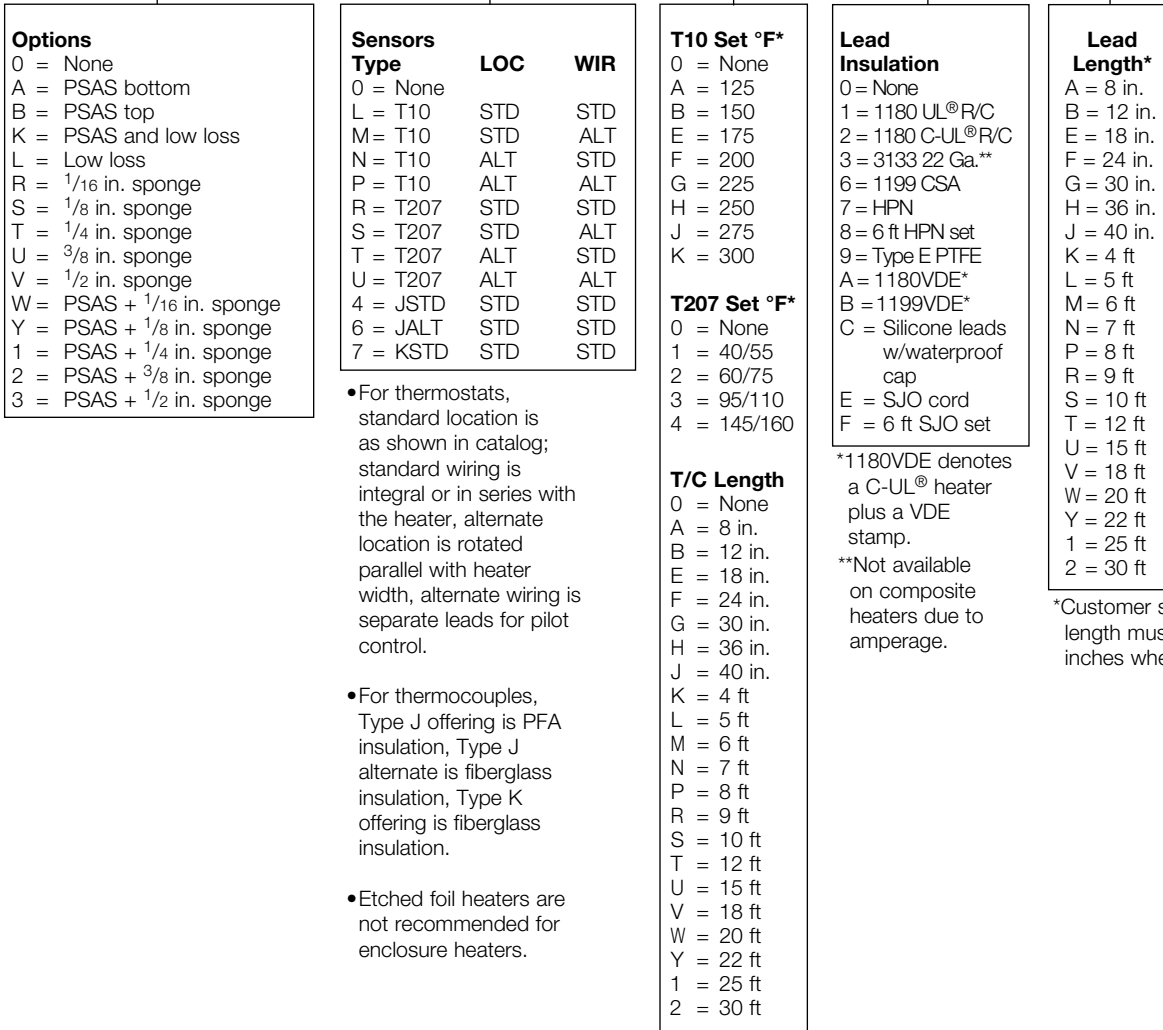 Options
0 = None
A = PSAS bottom
B = PSAS top
K = PSAS and low loss
L = Low loss
R = 1/16 in. sponge
S = 1/8 in. sponge
T = 1/4 in. sponge
U = 3/8 in. sponge
V = 1/2 in. sponge
W = PSAS + 1/16 in. sponge
Y = PSAS + 1/8 in. sponge
1 = PSAS + 1/4 in. sponge
2 = PSAS + 3/8 in. sponge
3 = PSAS + 1/2 in. sponge
Sensors
Type LOC WIR
0 = None
L = T10 STD STD
M = T10 STD ALT
N = T10 ALT STD
P = T10 ALT ALT
R = T207 STD STD
S = T207 STD ALT
T = T207 ALT STD
U = T207 ALT ALT
4 = JSTD STD STD
6 = JALT STD STD
7 = KSTD STD STD
•For thermostats,
standard location is
as shown in catalog;
standard wiring is
integral or in series with
the heater, alternate
location is rotated
parallel with heater
width, alternate wiring is
separate leads for pilot
control.
•For thermocouples,
Type J offering is PFA
insulation, Type J
alternate is fiberglass
insulation, Type K
offering is fiberglass
insulation.
•Etched foil heaters are
not recommended for
enclosure heaters.
T10 Set °F*
0 = None
A = 125
B = 150
E = 175
F = 200
G = 225
H = 250
J = 275
K = 300
T207 Set °F*
0 = None
1 = 40/55
2 = 60/75
3 = 95/110
4 = 145/160
T/C Length
0 = None
A = 8 in.
B = 12 in.
E = 18 in.
F = 24 in.
G = 30 in.
H = 36 in.
J = 40 in.
K = 4 ft
L = 5 ft
M = 6 ft
N = 7 ft
P = 8 ft
R = 9 ft
S = 10 ft
T = 12 ft
U = 15 ft
V = 18 ft
W = 20 ft
Y = 22 ft
1 = 25 ft
2 = 30 ft
Lead
Insulation
0 = None
1 = 1180 UL® R/C
2 = 1180 C-UL® R/C
3 = 3133 22 Ga.**
6 = 1199 CSA
7 = HPN
8 = 6 ft HPN set
9 = Type E PTFE
A = 1180VDE*
B = 1199VDE*
C = Silicone leads
w/waterproof
cap
E = SJO cord
F = 6 ft SJO set
*1180VDE denotes
a C-UL® heater
plus a VDE
stamp.
**Not available
on composite
heaters due to
amperage.
Lead
Length*
A = 8 in.
B = 12 in.
E = 18 in.
F = 24 in.
G = 30 in.
H = 36 in.
J = 40 in.
K = 4 ft
L = 5 ft
M = 6 ft
N = 7 ft
P = 8 ft
R = 9 ft
S = 10 ft
T = 12 ft
U = 15 ft
V = 18 ft
W = 20 ft
Y = 22 ft
1 = 25 ft
2 = 30 ft
*Customer
length
inches